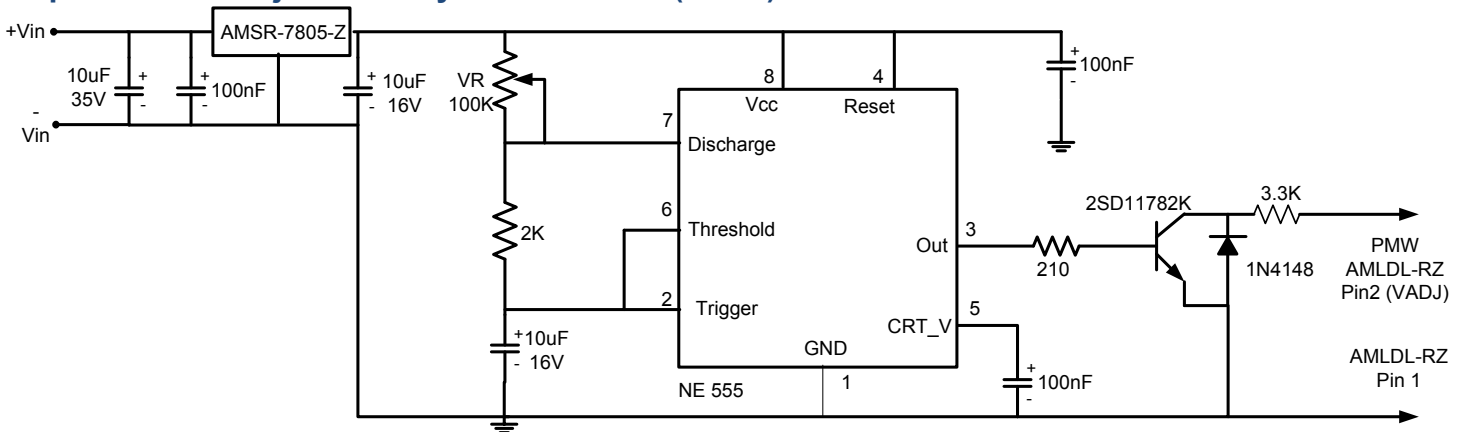 +Vin
AMSR-7805-Z
10uF
35V
+
-
+
-
100nF
+
-
10uF
16V
-
Vin
VR
100K
8
Vcc
4
Reset
+
-
100nF
7
Discharge
2K
6
Threshold
2
Trigger
+
-
10uF
16V
Out
3
210
2SD11782K
3.3K
1N4148
PMW
AMLDL-RZ
Pin2 (VADJ)
CRT_V
5
GND
1
NE 555
+
-
100nF
AMLDL-RZ
Pin 1